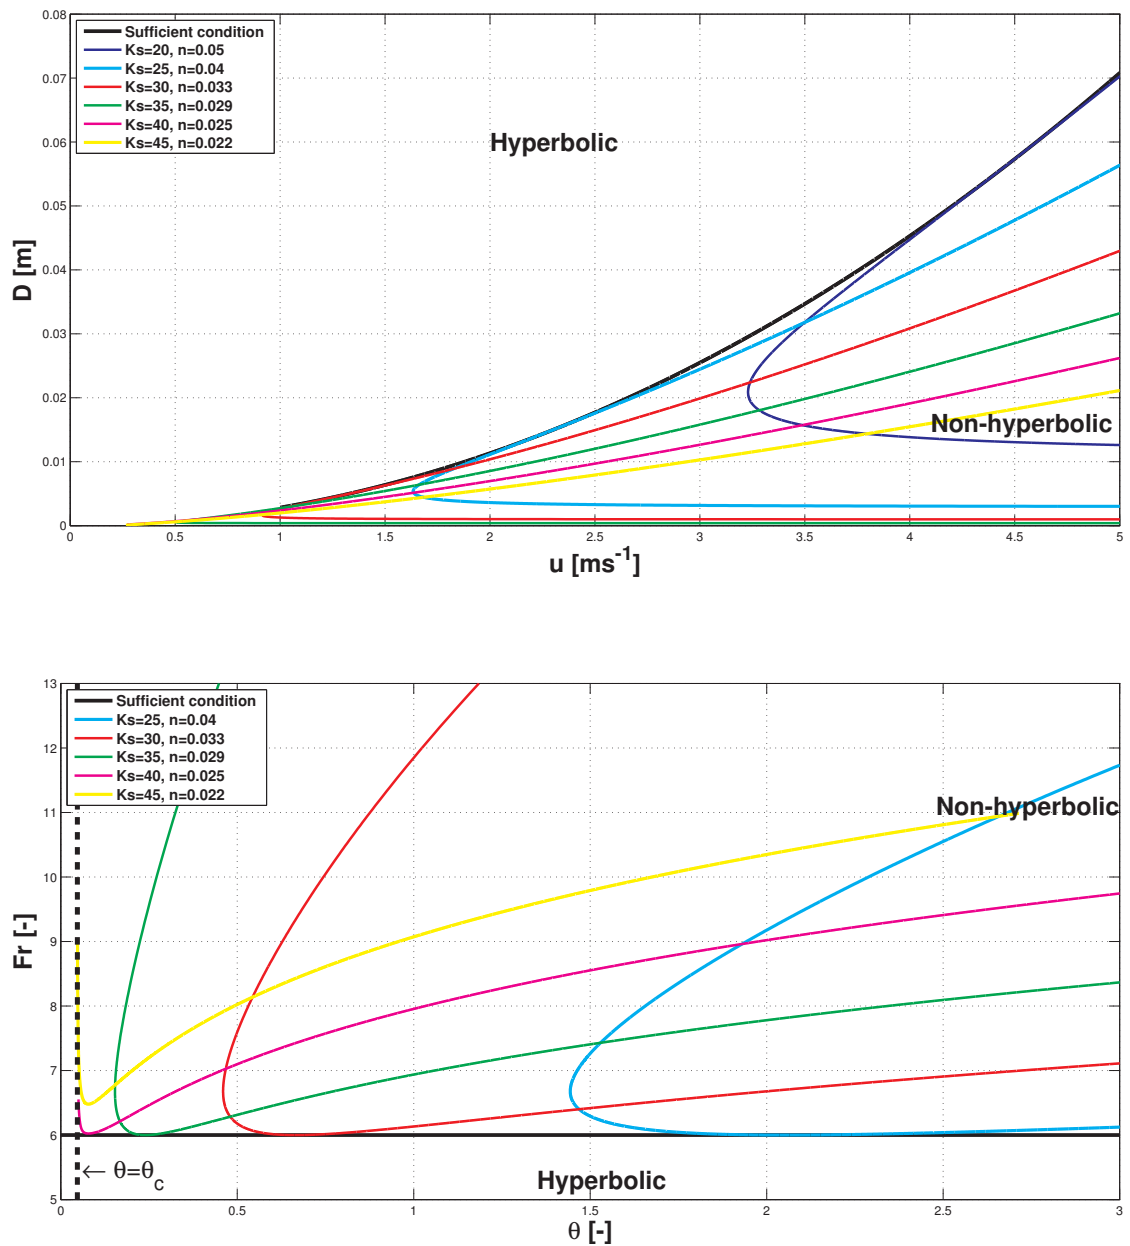 0.08
0.07
0.06
0.05
0.04
0.03
0.02
0.01
0
D [m]
Sufficient condition
Ks=20, n=0.05
Ks=25, n=0.04
Ks=30, n=0.033
Ks=35, n=0.029
Ks=40, n=0.025
Ks=45, n=0.022
Hyperbolic
Non-hyperbolic
0 0.5 1 1.5 2 2.5 3 3.5 4 4.5 5
u [ms-1]
13
12
11
10
9
8
7
6
5
Fr [-]
Sufficient condition
Ks=25, n=0.04
Ks=30, n=0.033
Ks=35, n=0.029
Ks=40, n=0.025
Ks=45, n=0.022
Non-hyperbolic
← θ=θc
Hyperbolic
0 0.5 1 1.5 2 2.5 3
θ [-]